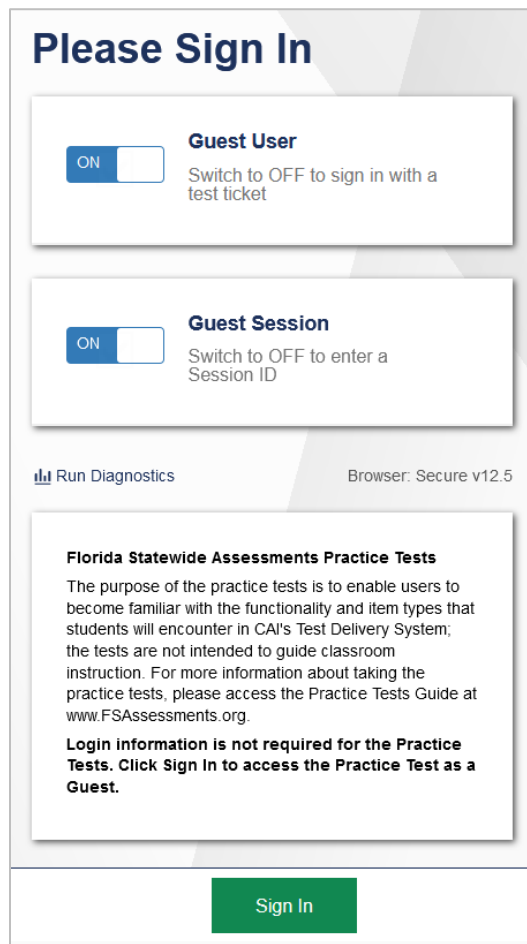 Please Sign In
ON
Guest User
Switch to OFF to sign in with a
test ticket
ON
Guest Session
Switch to OFF to enter a
Session ID
Run Diagnostics
Browser: Secure v12.5
Florida Statewide Assessments Practice Tests
The purpose of the practice tests is to enable users to
become familiar with the functionality and item types that
students will encounter in CAI's Test Delivery System;
the tests are not intended to guide classroom
instruction. For more information about taking the
practice tests, please access the Practice Tests Guide at
www.FSAssessments.org.
Login information is not required for the Practice
Tests. Click Sign In to access the Practice Test as a
Guest.
Sign In